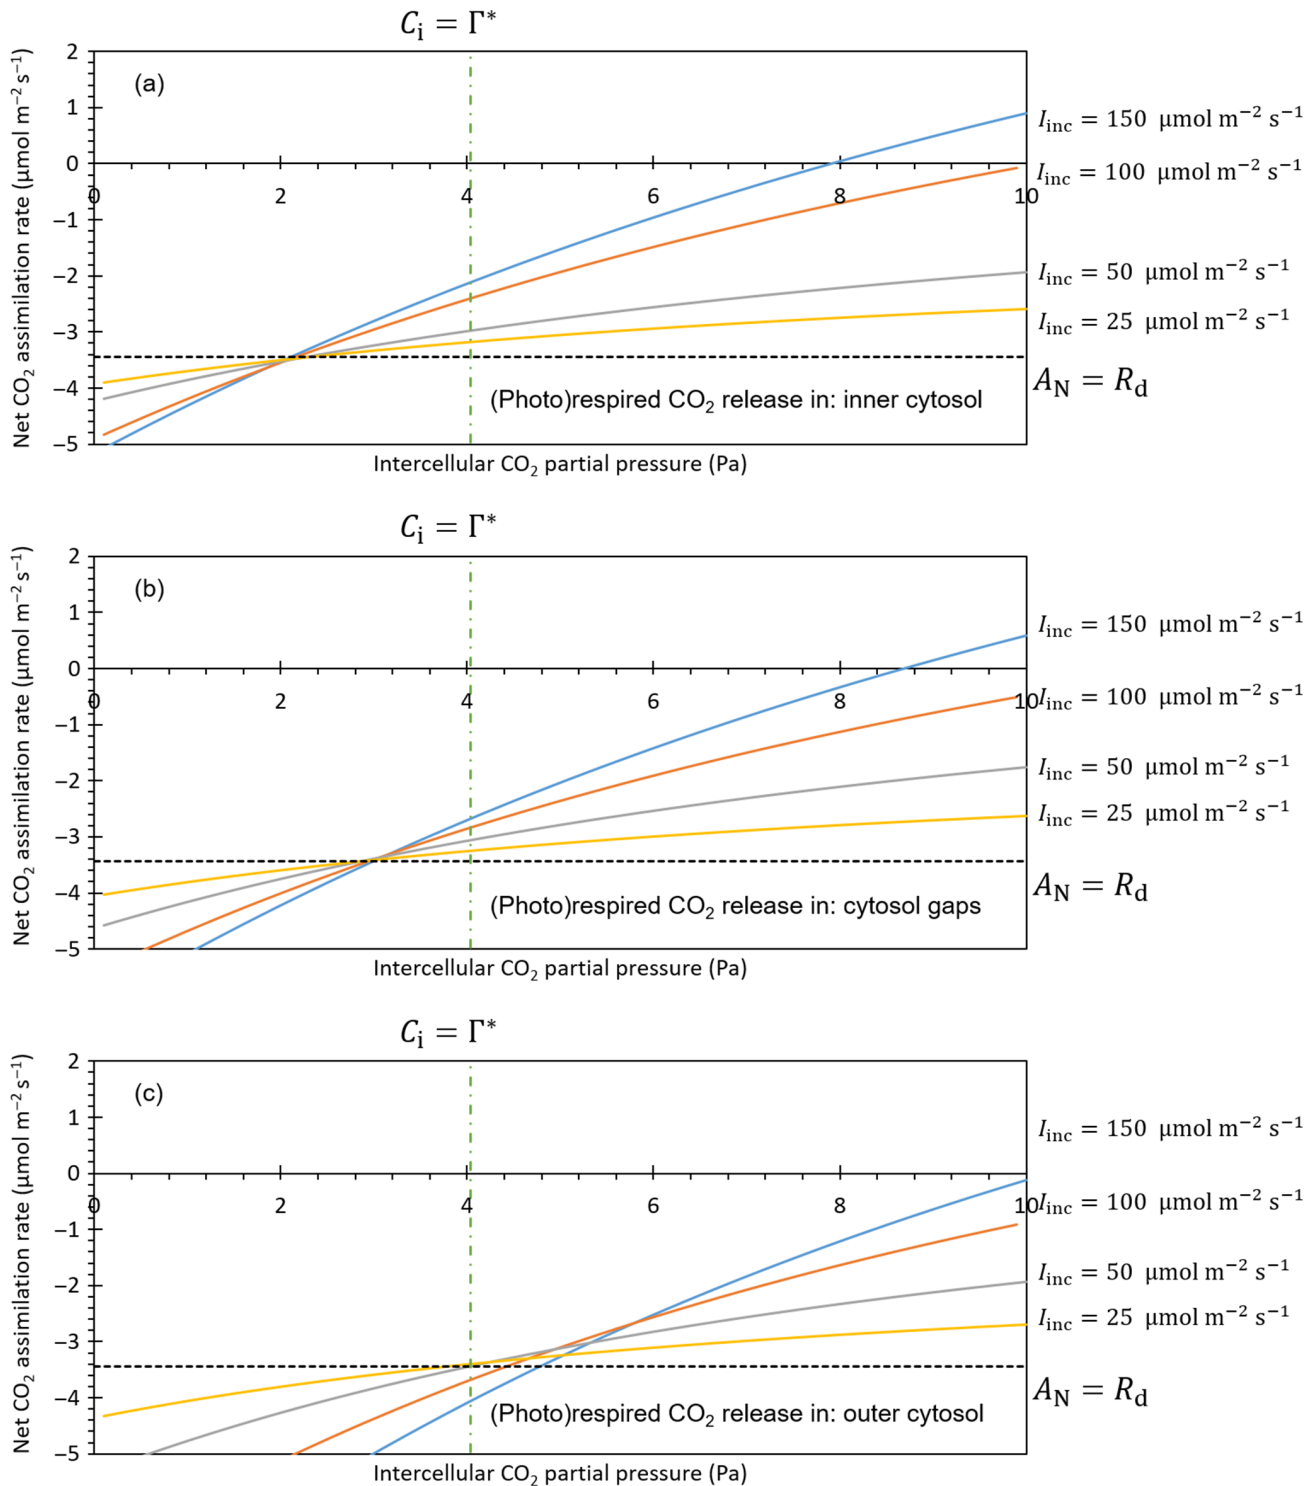 Cᵢ = Γ*
Net CO₂ assimilation rate (μmol m⁻² s⁻¹)
(a)
2
1
0
−1
−2
−3
−4
−5
0 2 4 6 8 10
I_inc = 150 μmol m⁻² s⁻¹
I_inc = 100 μmol m⁻² s⁻¹
I_inc = 50 μmol m⁻² s⁻¹
I_inc = 25 μmol m⁻² s⁻¹
A_N = R_d
(Photo)respired CO₂ release in: inner cytosol
Intercellular CO₂ partial pressure (Pa)
Cᵢ = Γ*
Net CO₂ assimilation rate (μmol m⁻² s⁻¹)
(b)
2
1
0
−1
−2
−3
−4
−5
0 2 4 6 8 10
I_inc = 150 μmol m⁻² s⁻¹
I_inc = 100 μmol m⁻² s⁻¹
I_inc = 50 μmol m⁻² s⁻¹
I_inc = 25 μmol m⁻² s⁻¹
A_N = R_d
(Photo)respired CO₂ release in: cytosol gaps
Intercellular CO₂ partial pressure (Pa)
Cᵢ = Γ*
Net CO₂ assimilation rate (μmol m⁻² s⁻¹)
(c)
2
1
0
−1
−2
−3
−4
−5
0 2 4 6 8 10
I_inc = 150 μmol m⁻² s⁻¹
I_inc = 100 μmol m⁻² s⁻¹
I_inc = 50 μmol m⁻² s⁻¹
I_inc = 25 μmol m⁻² s⁻¹
A_N = R_d
(Photo)respired CO₂ release in: outer cytosol
Intercellular CO₂ partial pressure (Pa)